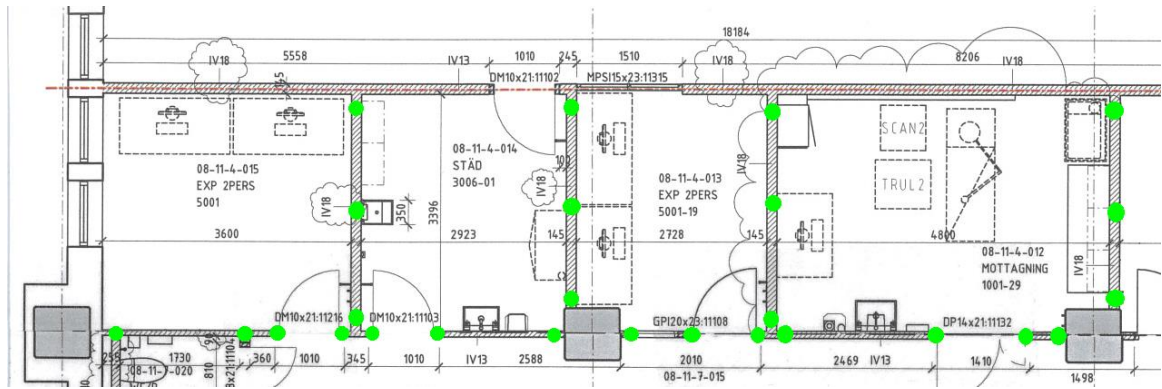 18184
5558
1010
245
1510
8206
IV18
IV13
DM10x21:11102
MPSI15x23:11315
IV18
IV18
145
08-11-4-015
EXP 2PERS
5001
08-11-4-014
STÄD
3006-01
100
08-11-4-013
EXP 2PERS
5001-19
SCAN2
TRUL2
IV18
IV18
IV18
350
3396
3600
2923
145
2728
145
4800
08-11-4-012
MOTTAGNING
1001-29
IV18
DM10x21:11216
DM10x21:11103
GPI20x23:11108
DP14x21:11132
1730
360
1010
345
1010
IV13
2588
2010
2469
IV13
1410
1498
08-11-7-020
810
08-11-7-015